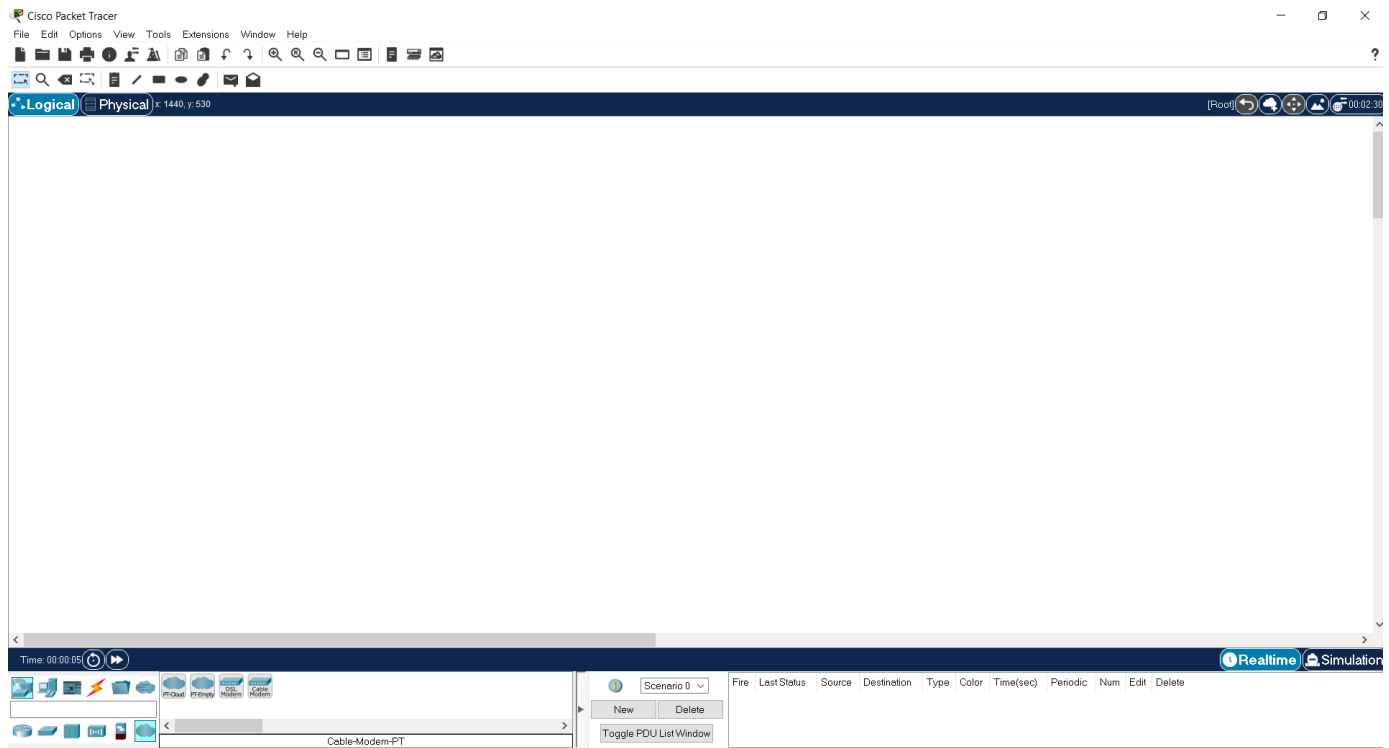 Cisco Packet Tracer
File Edit Options View Tools Extensions Window Help
?
Logical Physical x: 1440, y: 530 [Root] 00:02:30
Time: 00:00:05 Realtime Simulation
PT-Cloud PT-Empty DSL Modem Cable Modem
Scenario 0 Fire Last Status Source Destination Type Color Time(sec) Periodic Num Edit Delete
New Delete
Toggle PDU List Window
Cable-Modem-PT